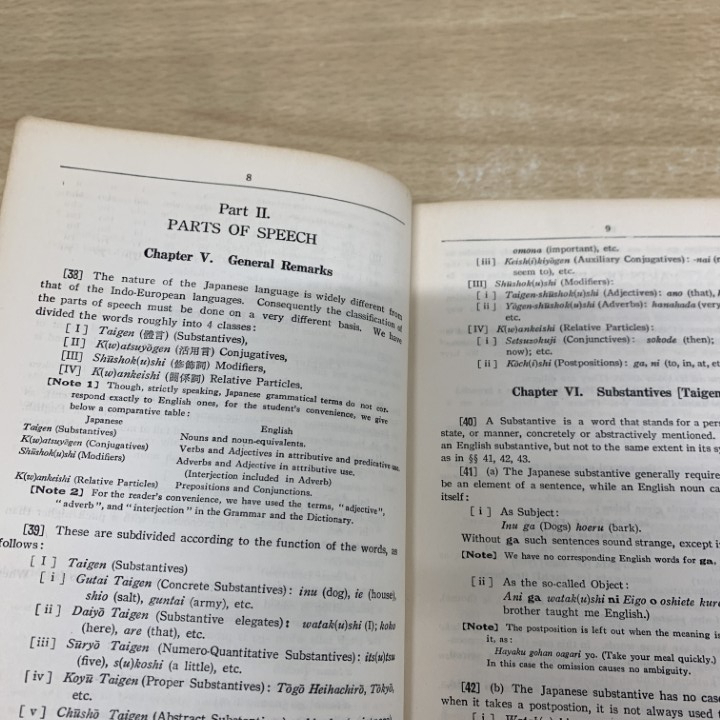 8
Part II.
PARTS OF SPEECH
Chapter V. General Remarks
[38] The nature of the Japanese language is widely different from
that of the Indo-European languages. Consequently the classification of
the parts of speech must be done on a very different basis. We have
divided the words roughly into 4 classes:
[ I ] Taigen (體言) (Substantives),
[ II ] K(w)atsuyōgen (活用言) Conjugatives,
[III] Shūshok(u)shi (修飾詞) Modifiers,
[IV] K(w)ankeishi (關係詞) Relative Particles.
[Note 1] Though, strictly speaking, Japanese grammatical terms do not cor-
respond exactly to English ones, for the student's convenience, we give
below a comparative table:
Japanese English
Taigen (Substantives) Nouns and noun-equivalents.
K(w)atsuyōgen (Conjugatives) Verbs and Adjectives in attributive and predicative use.
Shūshok(u)shi (Modifiers) Adverbs and Adjective in attributive use.
(Interjection included in Adverb)
K(w)ankeishi (Relative Particles) Prepositions and Conjunctions.
[Note 2] For the reader's convenience, we have used the terms, "adjective",
"adverb", and "interjection" in the Grammar and the Dictionary.
[39] These are subdivided according to the function of the words, as
follows:
[ I ] Taigen (Substantives)
[ i ] Gutai Taigen (Concrete Substantives): inu (dog), ie (house),
shio (salt), guntai (army), etc.
[ ii ] Daiyō Taigen (Substantive elegates): watak(u)shi (I); koko
(here), are (that), etc.
[iii] Sūryō Taigen (Numero-Quantitative Substantives): its(u)tsu
(five), s(u)koshi (a little), etc.
[iv] Koyū Taigen (Proper Substantives): Tōgō Heihachirō, Tōkyō,
etc.
[ v ] Chūshō Taigen (Abstract
9
omona (important), etc.
[iii] Keish(i)kiyōgen (Auxiliary Conjugatives): -nai
seem to), etc.
[III] Shūshok(u)shi (Modifiers):
[ i ] Taigen-shūshok(u)shi (Adjectives): ano (that),
[ ii ] Yōgen-shūshok(u)shi (Adverbs): hanahada (very
etc.
[IV] K(w)ankeishi (Relative Particles):
[ i ] Setsuzokuji (Conjunctives): sokode (then);
now); etc.
[ ii ] Kōch(i)shi (Postpositions): ga, ni (to, in, at,
Chapter VI. Substantives [Taigen
[40] A Substantive is a word that stands for a
state, or manner, concretely or abstractively mentioned.
an English substantive, but not to the same extent in its
as in §§ 41, 42, 43.
[41] (a) The Japanese substantive generally require
be an element of a sentence, while an English noun
itself:
[ i ] As Subject:
Inu ga (Dogs) hoeru (bark).
Without ga such sentences sound strange, except
[Note] We have no corresponding English words for ga,
[ ii ] As the so-called Object:
Ani ga watak(u)shi ni Eigo o oshiete
brother taught me English.)
[Note] The postposition is left out when the meaning is
it, as:
Hayaku gohan oagari yo. (Take your meal quickly.)
In this case the omission causes no ambiguity.
[42] (b) The Japanese substantive has no case
when it takes a postpostion, it is not always used
[ i ]